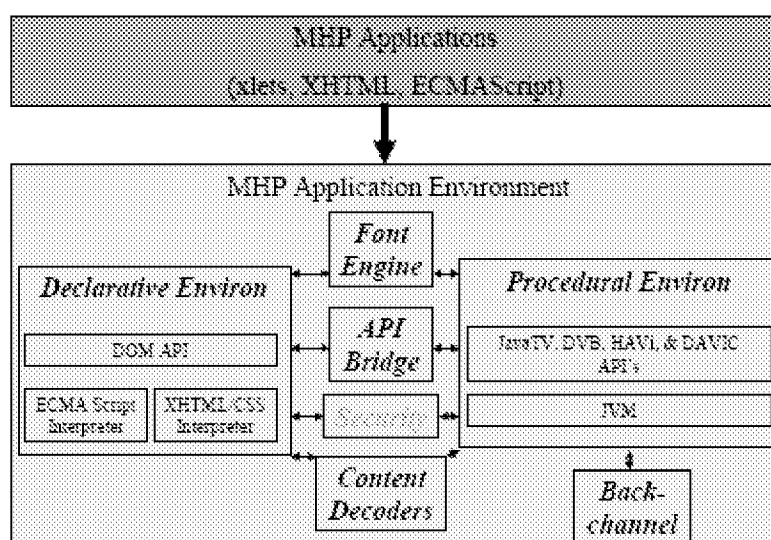 MHP Applications
(xlets, XHTML, ECMAScript)
MHP Application Environment
Font
Engine
Declarative Environ
Procedural Environ
DOM API
API
Bridge
JavaTV, DVB, HAVi, & DAVIC
API's
ECMA Script
Interpreter
XHTML/CSS
Interpreter
Security
JVM
Content
Decoders
Back-
channel